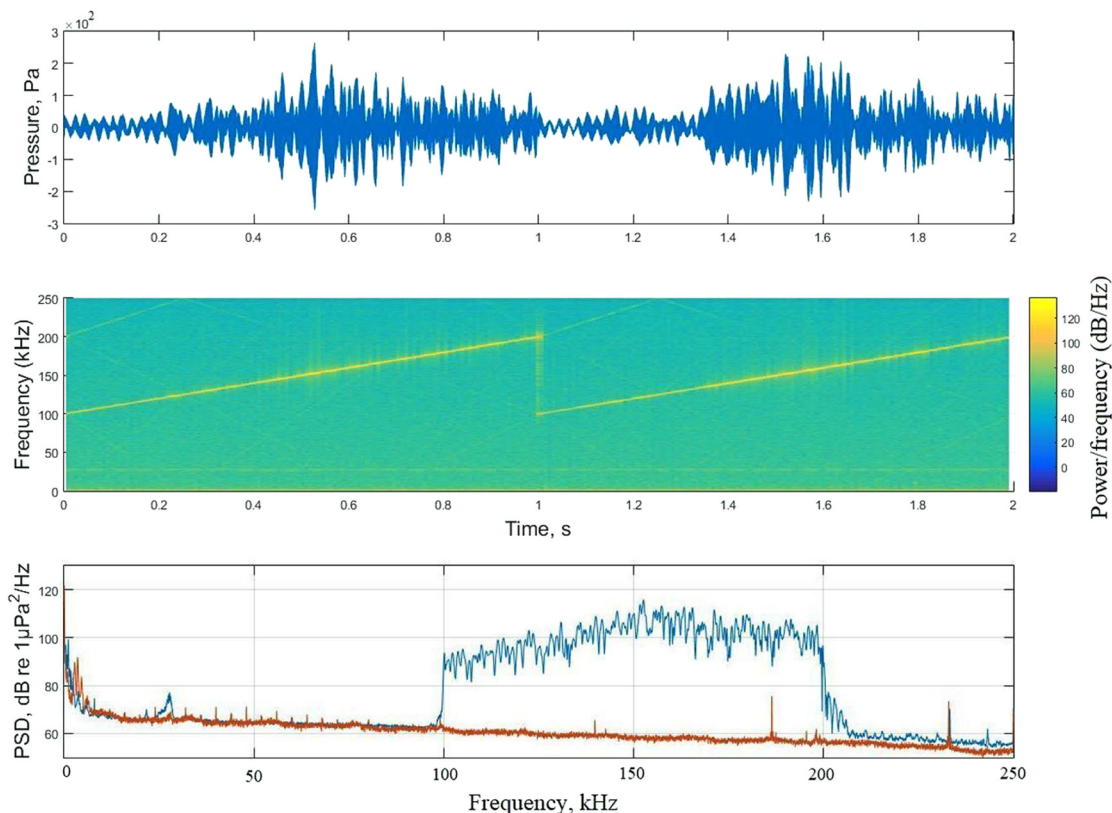 ×10²
3
2
1
0
-1
-2
-3
Pressure, Pa
0 0.2 0.4 0.6 0.8 1 1.2 1.4 1.6 1.8 2
250
200
150
100
50
0
Frequency (kHz)
0 0.2 0.4 0.6 0.8 1 1.2 1.4 1.6 1.8 2
Time, s
120
100
80
60
40
20
0
Power/frequency (dB/Hz)
120
100
80
60
PSD, dB re 1μPa²/Hz
0 50 100 150 200 250
Frequency, kHz